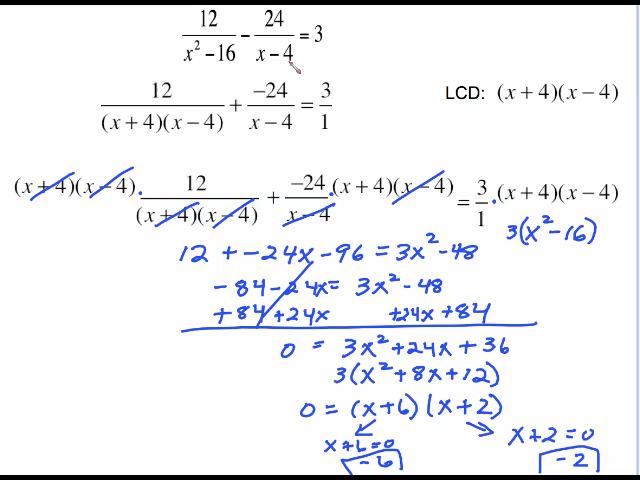 12/(x² − 16) − 24/(x − 4) = 3
12/((x + 4)(x − 4)) + −24/(x − 4) = 3/1
LCD: (x + 4)(x − 4)
(x + 4)(x − 4) · 12/((x + 4)(x − 4)) + −24/(x − 4) · (x + 4)(x − 4) = 3/1 · (x + 4)(x − 4)
3(x² − 16)
12 + −24x − 96 = 3x² − 48
−84 − 24x = 3x² − 48
+84 +24x +24x +84
0 = 3x² + 24x + 36
3(x² + 8x + 12)
0 = (x + 6)(x + 2)
x + 6 = 0
−6
x + 2 = 0
−2